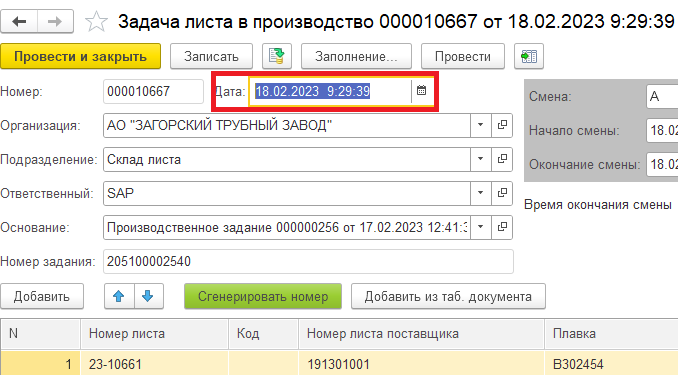 Задача листа в производство 000010667 от 18.02.2023 9:29:39
Провести и закрыть Записать Заполнение... Провести
Номер: 000010667 Дата: 18.02.2023 9:29:39
Смена: А
Организация: АО "ЗАГОРСКИЙ ТРУБНЫЙ ЗАВОД"
Начало смены: 18.0
Подразделение: Склад листа
Окончание смены: 18.0
Ответственный: SAP
Время окончания смены
Основание: Производственное задание 000000256 от 17.02.2023 12:41:3
Номер задания: 205100002540
Добавить Сгенерировать номер Добавить из таб. документа
N Номер листа Код Номер листа поставщика Плавка
1 23-10661 191301001 В302454